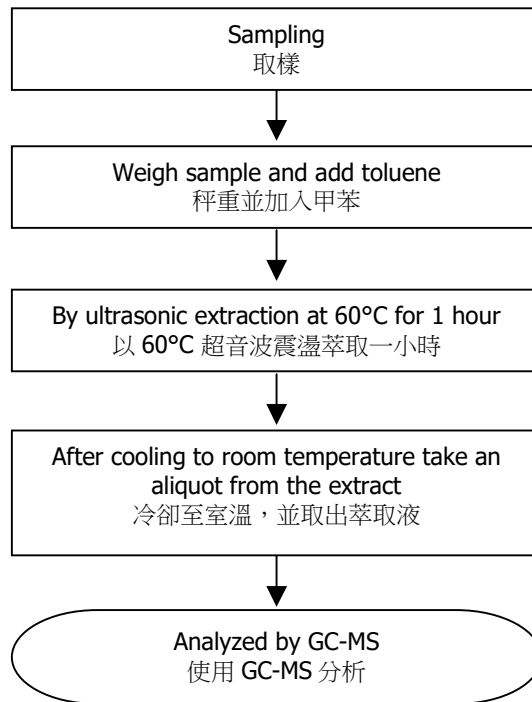 Sampling
取樣
Weigh sample and add toluene
秤重並加入甲苯
By ultrasonic extraction at 60°C for 1 hour
以 60°C 超音波震盪萃取一小時
After cooling to room temperature take an
aliquot from the extract
冷卻至室溫，並取出萃取液
Analyzed by GC-MS
使用 GC-MS 分析